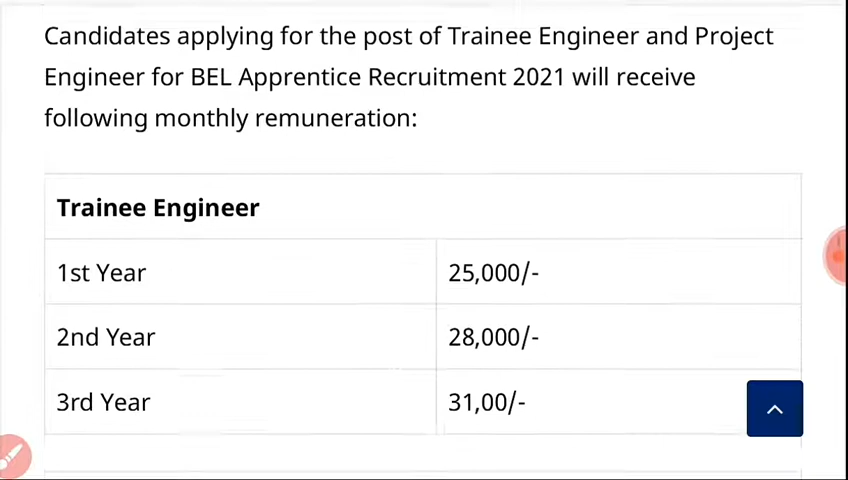 Candidates applying for the post of Trainee Engineer and Project
Engineer for BEL Apprentice Recruitment 2021 will receive
following monthly remuneration:
Trainee Engineer
1st Year 25,000/-
2nd Year 28,000/-
3rd Year 31,00/-